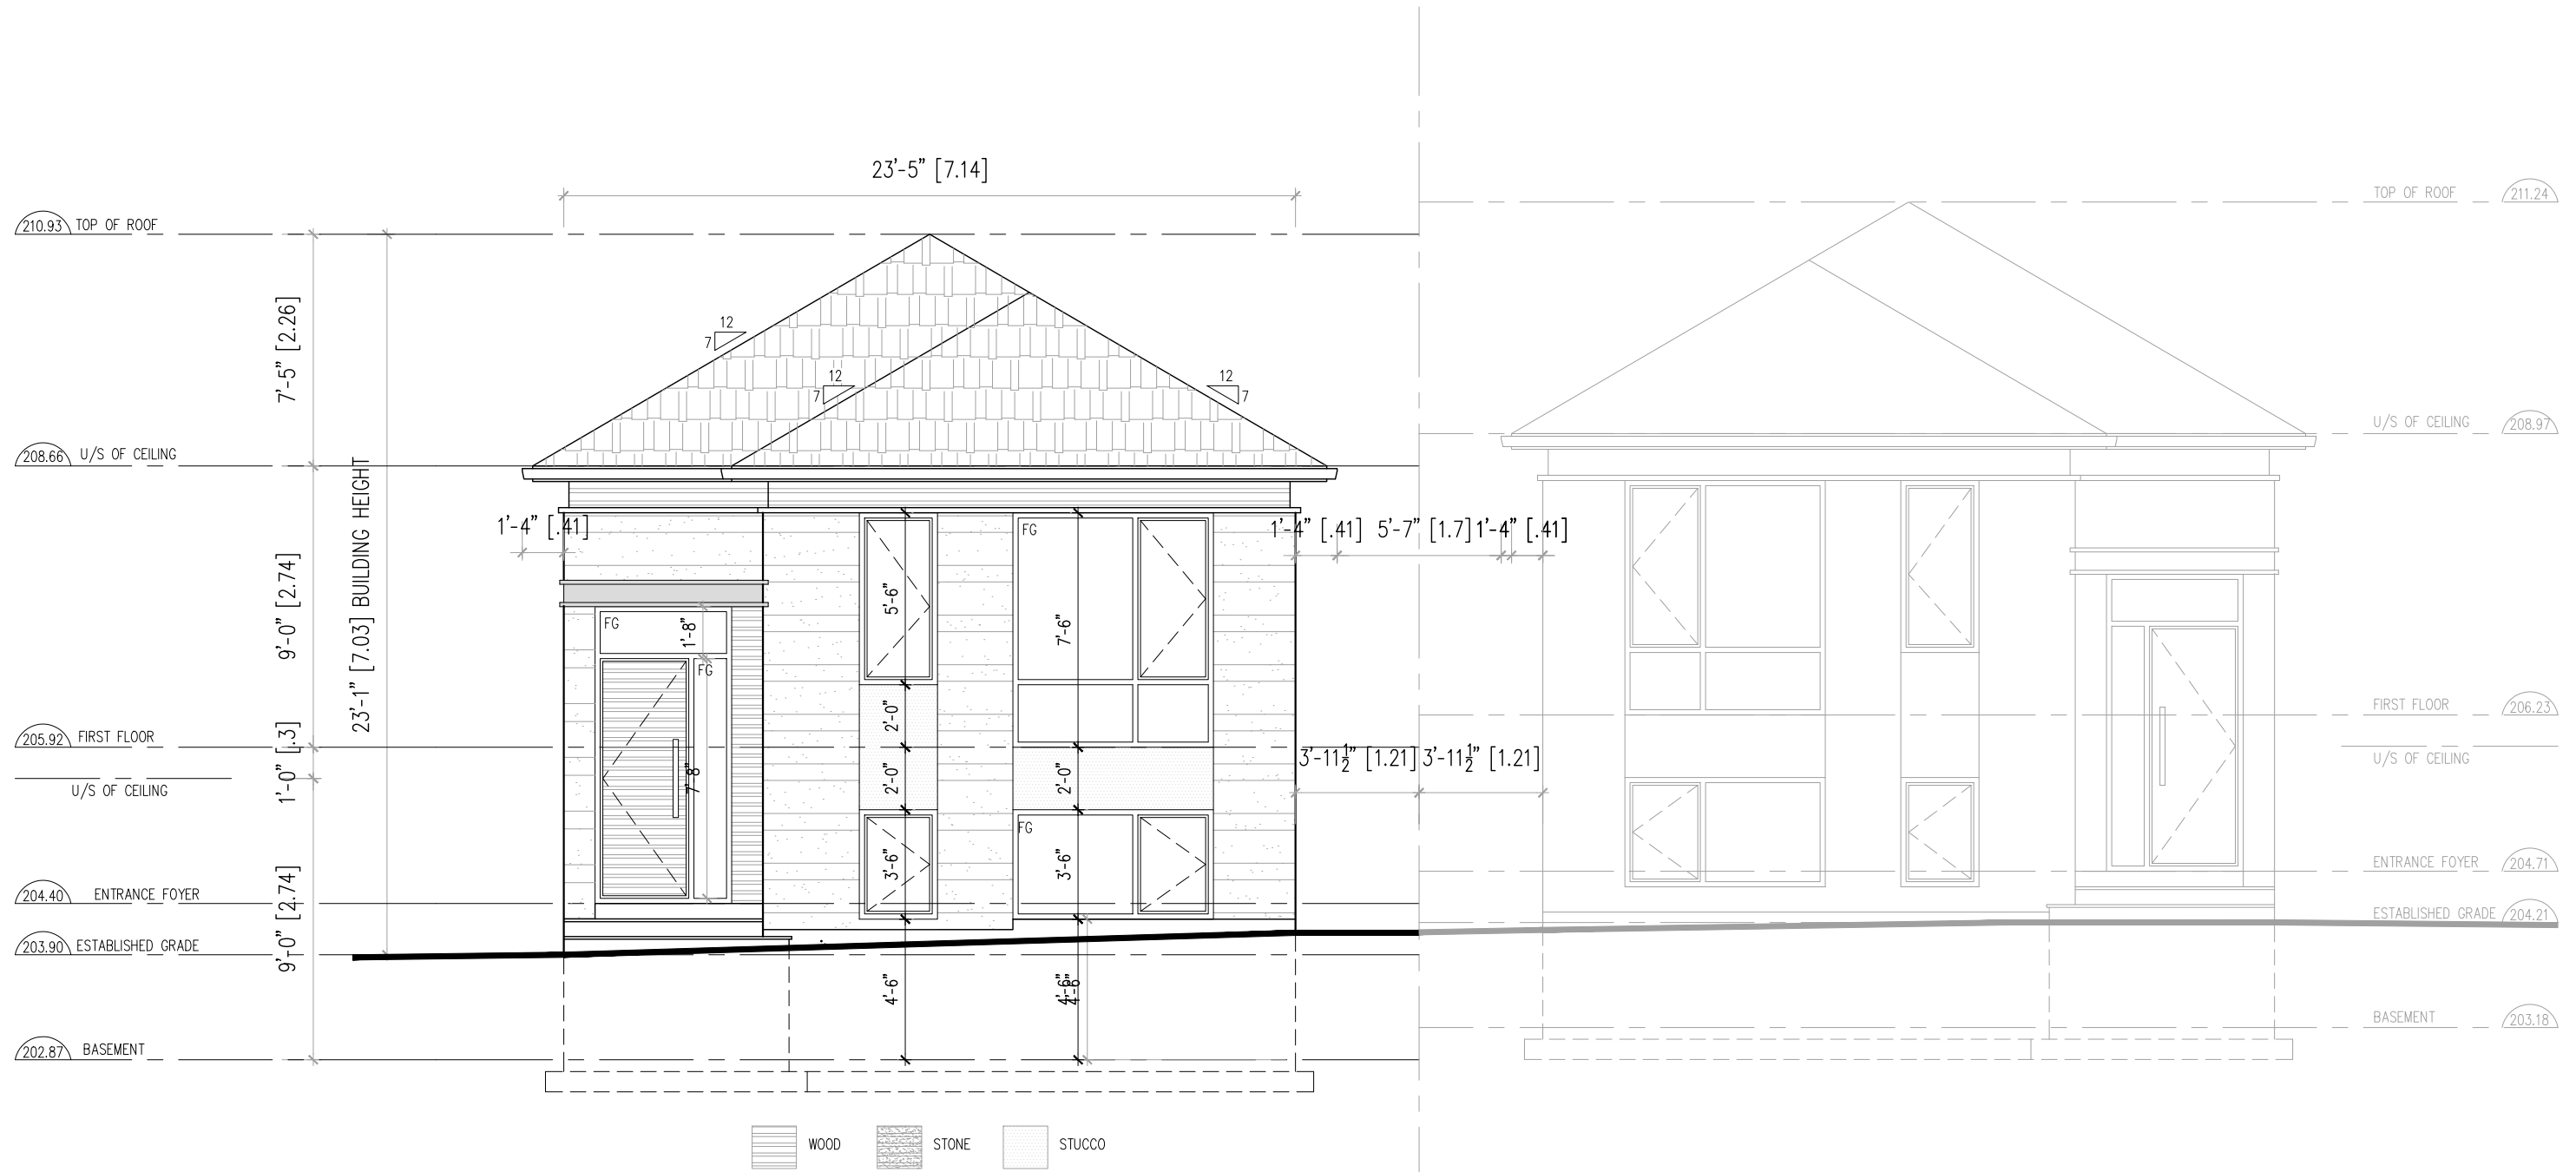 23'-5" [7.14]
210.93 TOP OF ROOF
TOP OF ROOF 211.24
7'-5" [2.26]
12
7
12
7
12
7
208.66 U/S OF CEILING
U/S OF CEILING 208.97
1'-4" [.41]
1'-4" [.41] 5'-7" [1.7] 1'-4" [.41]
9'-0" [2.74]
23'-1" [7.03] BUILDING HEIGHT
FG
FG
FG
1'-8"
5'-6"
7'-6"
205.92 FIRST FLOOR
FIRST FLOOR 206.23
1'-0" [.3]
U/S OF CEILING
U/S OF CEILING
7'-8"
2'-0"
2'-0"
2'-0"
3'-11½" [1.21] 3'-11½" [1.21]
FG
3'-6"
3'-6"
204.40 ENTRANCE FOYER
ENTRANCE FOYER 204.71
9'-0" [2.74]
203.90 ESTABLISHED GRADE
ESTABLISHED GRADE 204.21
4'-6"
4'-6"
4'-6"
202.87 BASEMENT
BASEMENT 203.18
WOOD STONE STUCCO